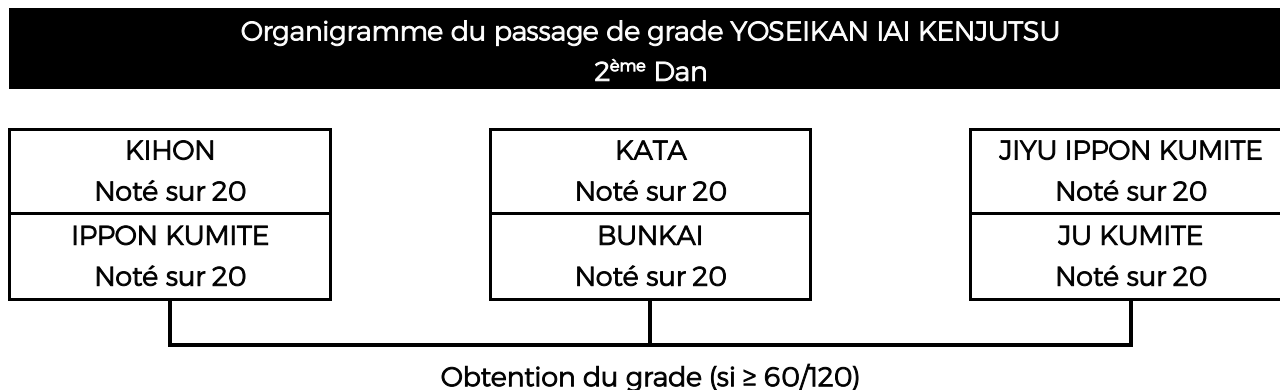 Organigramme du passage de grade YOSEIKAN IAI KENJUTSU
2ème Dan
KIHON
Noté sur 20
IPPON KUMITE
Noté sur 20
KATA
Noté sur 20
BUNKAI
Noté sur 20
JIYU IPPON KUMITE
Noté sur 20
JU KUMITE
Noté sur 20
Obtention du grade (si ≥ 60/120)